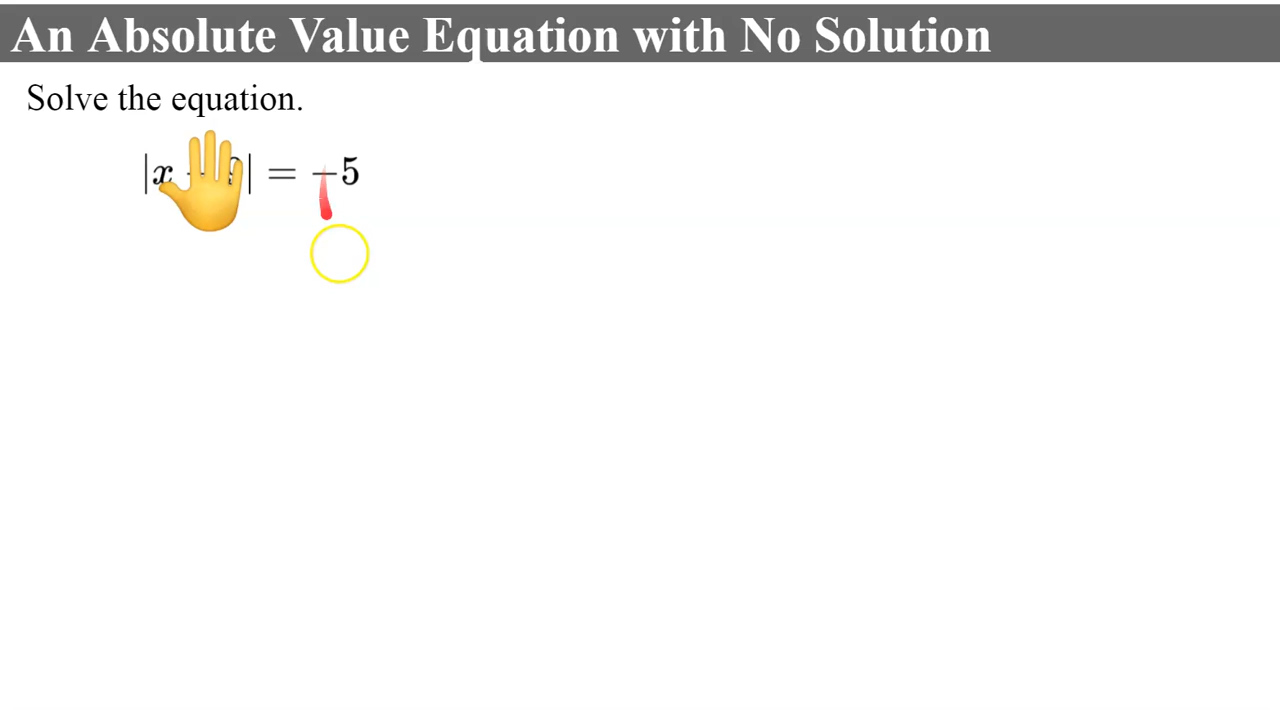 An Absolute Value Equation with No Solution
Solve the equation.
|x | = −5